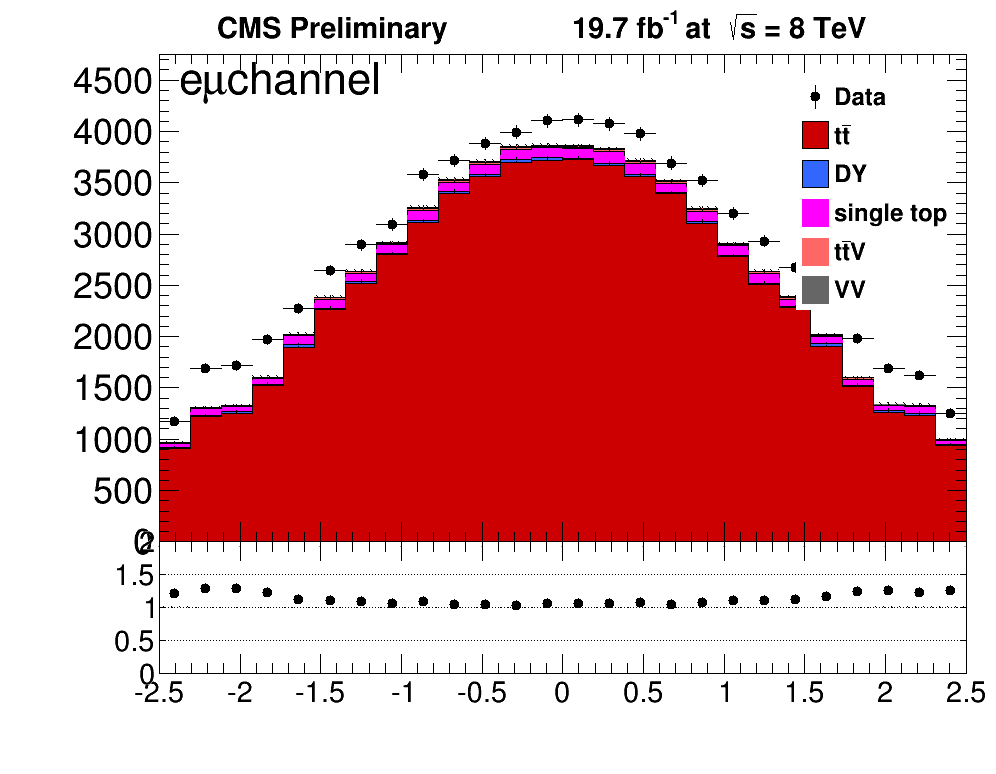 CMS Preliminary 19.7 fb⁻¹ at √s = 8 TeV
eμchannel
4500
4000
3500
3000
2500
2000
1500
1000
500
0
Data
tt̄
DY
single top
tt̄V
VV
2
1.5
1
0.5
0
-2.5 -2 -1.5 -1 -0.5 0 0.5 1 1.5 2 2.5